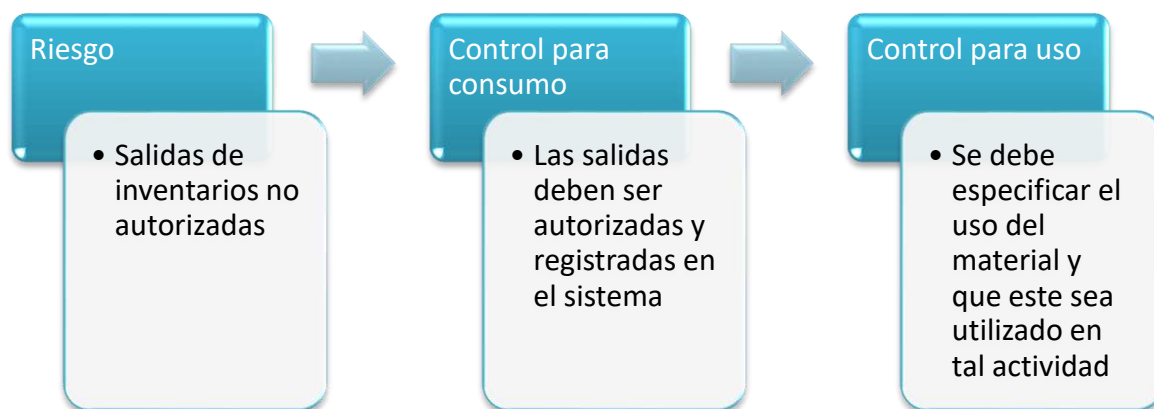 Riesgo
• Salidas de
inventarios no
autorizadas
Control para
consumo
• Las salidas
deben ser
autorizadas y
registradas en
el sistema
Control para uso
• Se debe
especificar el
uso del
material y
que este sea
utilizado en
tal actividad